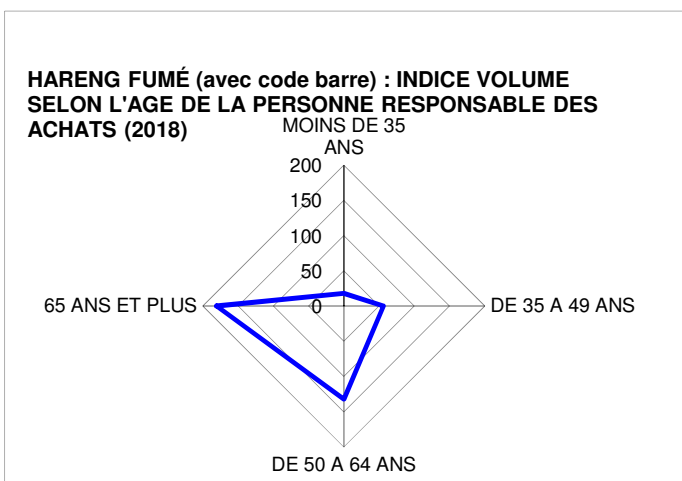 HARENG FUMÉ (avec code barre) : INDICE VOLUME
SELON L'AGE DE LA PERSONNE RESPONSABLE DES
ACHATS (2018)
MOINS DE 35
ANS
200
150
100
50
0
65 ANS ET PLUS
DE 35 A 49 ANS
DE 50 A 64 ANS